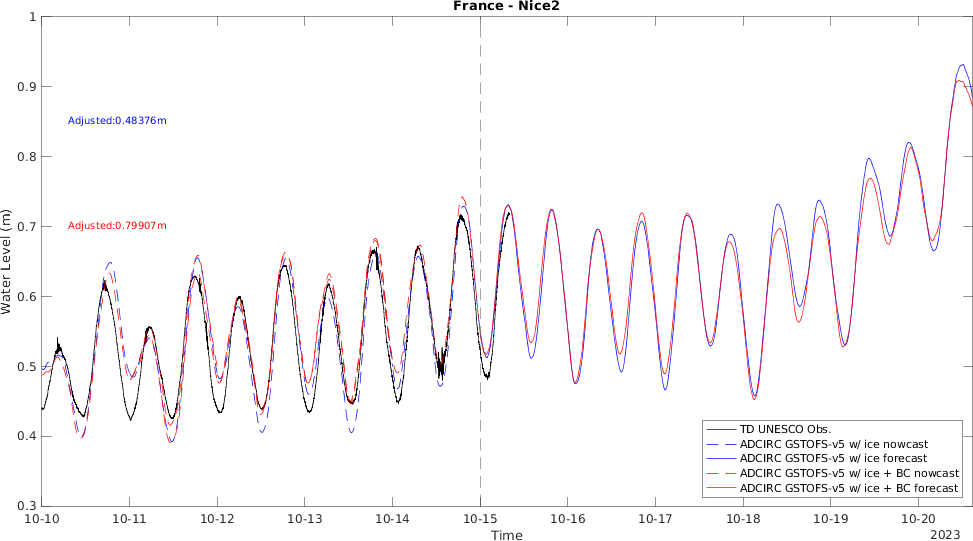 France - Nice2
1
0.9
0.8
0.7
0.6
0.5
0.4
0.3
Water Level (m)
Adjusted:0.48376m
Adjusted:0.79907m
TD UNESCO Obs.
ADCIRC GSTOFS-v5 w/ ice nowcast
ADCIRC GSTOFS-v5 w/ ice forecast
ADCIRC GSTOFS-v5 w/ ice + BC nowcast
ADCIRC GSTOFS-v5 w/ ice + BC forecast
10-10 10-11 10-12 10-13 10-14 10-15 10-16 10-17 10-18 10-19 10-20
2023
Time